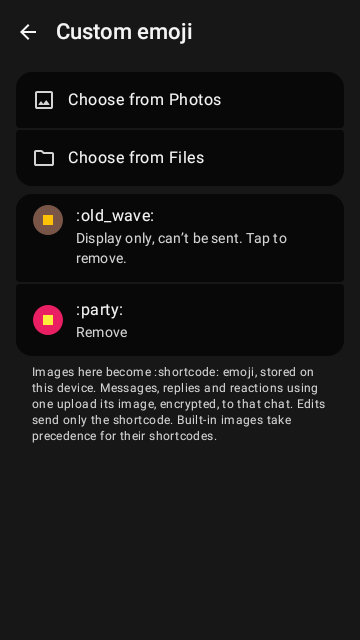 Custom emoji
Choose from Photos
Choose from Files
:old_wave:
Display only, can’t be sent. Tap to
remove.
:party:
Remove
Images here become :shortcode: emoji, stored on
this device. Messages, replies and reactions using
one upload its image, encrypted, to that chat. Edits
send only the shortcode. Built-in images take
precedence for their shortcodes.